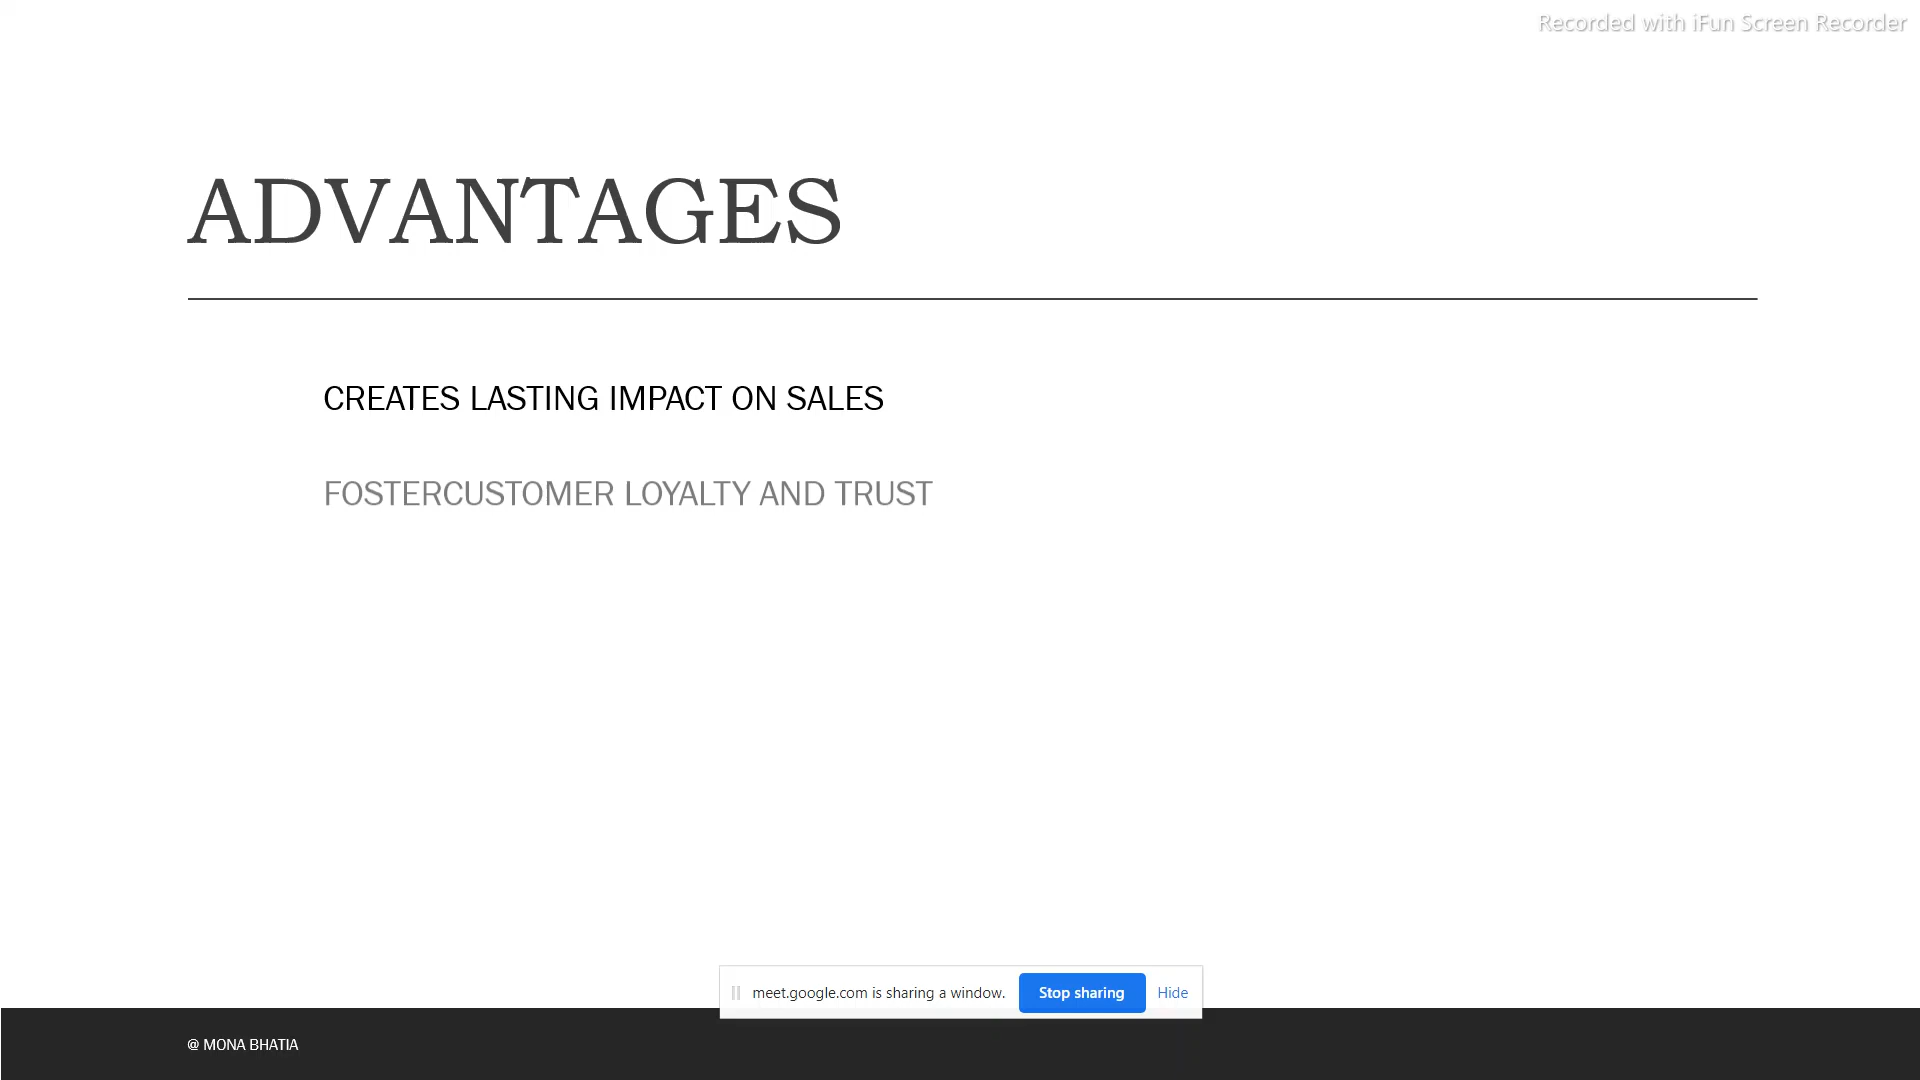 Recorded with iFun Screen Recorder
ADVANTAGES
CREATES LASTING IMPACT ON SALES
FOSTERCUSTOMER LOYALTY AND TRUST
meet.google.com is sharing a window. Stop sharing Hide
@ MONA BHATIA